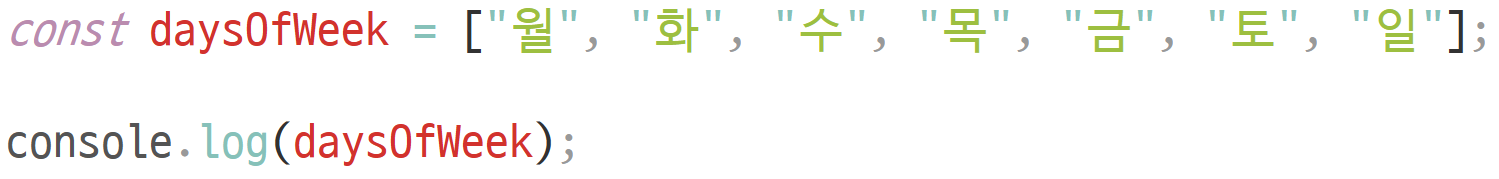 const daysOfWeek = ["월", "화", "수", "목", "금", "토", "일"];
console.log(daysOfWeek);